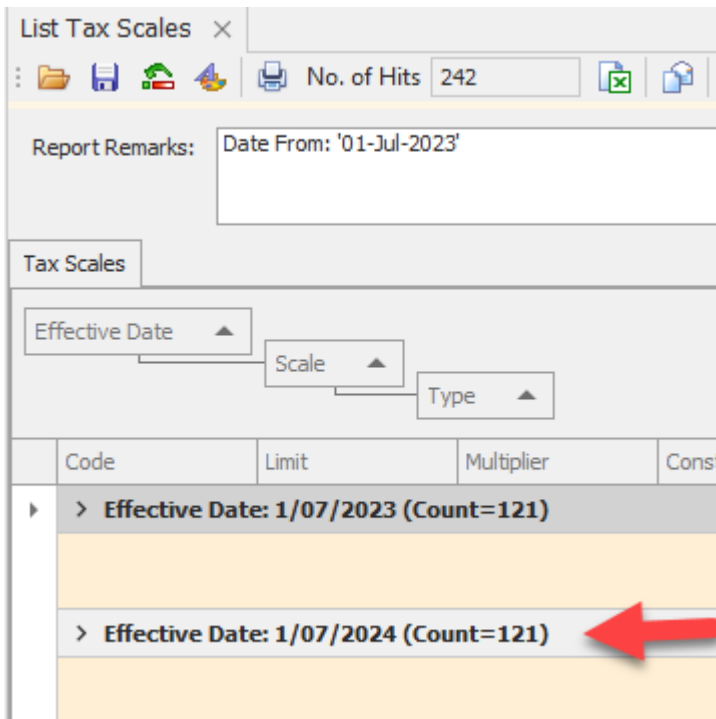 List Tax Scales
No. of Hits 242
Report Remarks: Date From: '01-Jul-2023'
Tax Scales
Effective Date
Scale
Type
Code Limit Multiplier Cons
Effective Date: 1/07/2023 (Count=121)
Effective Date: 1/07/2024 (Count=121)